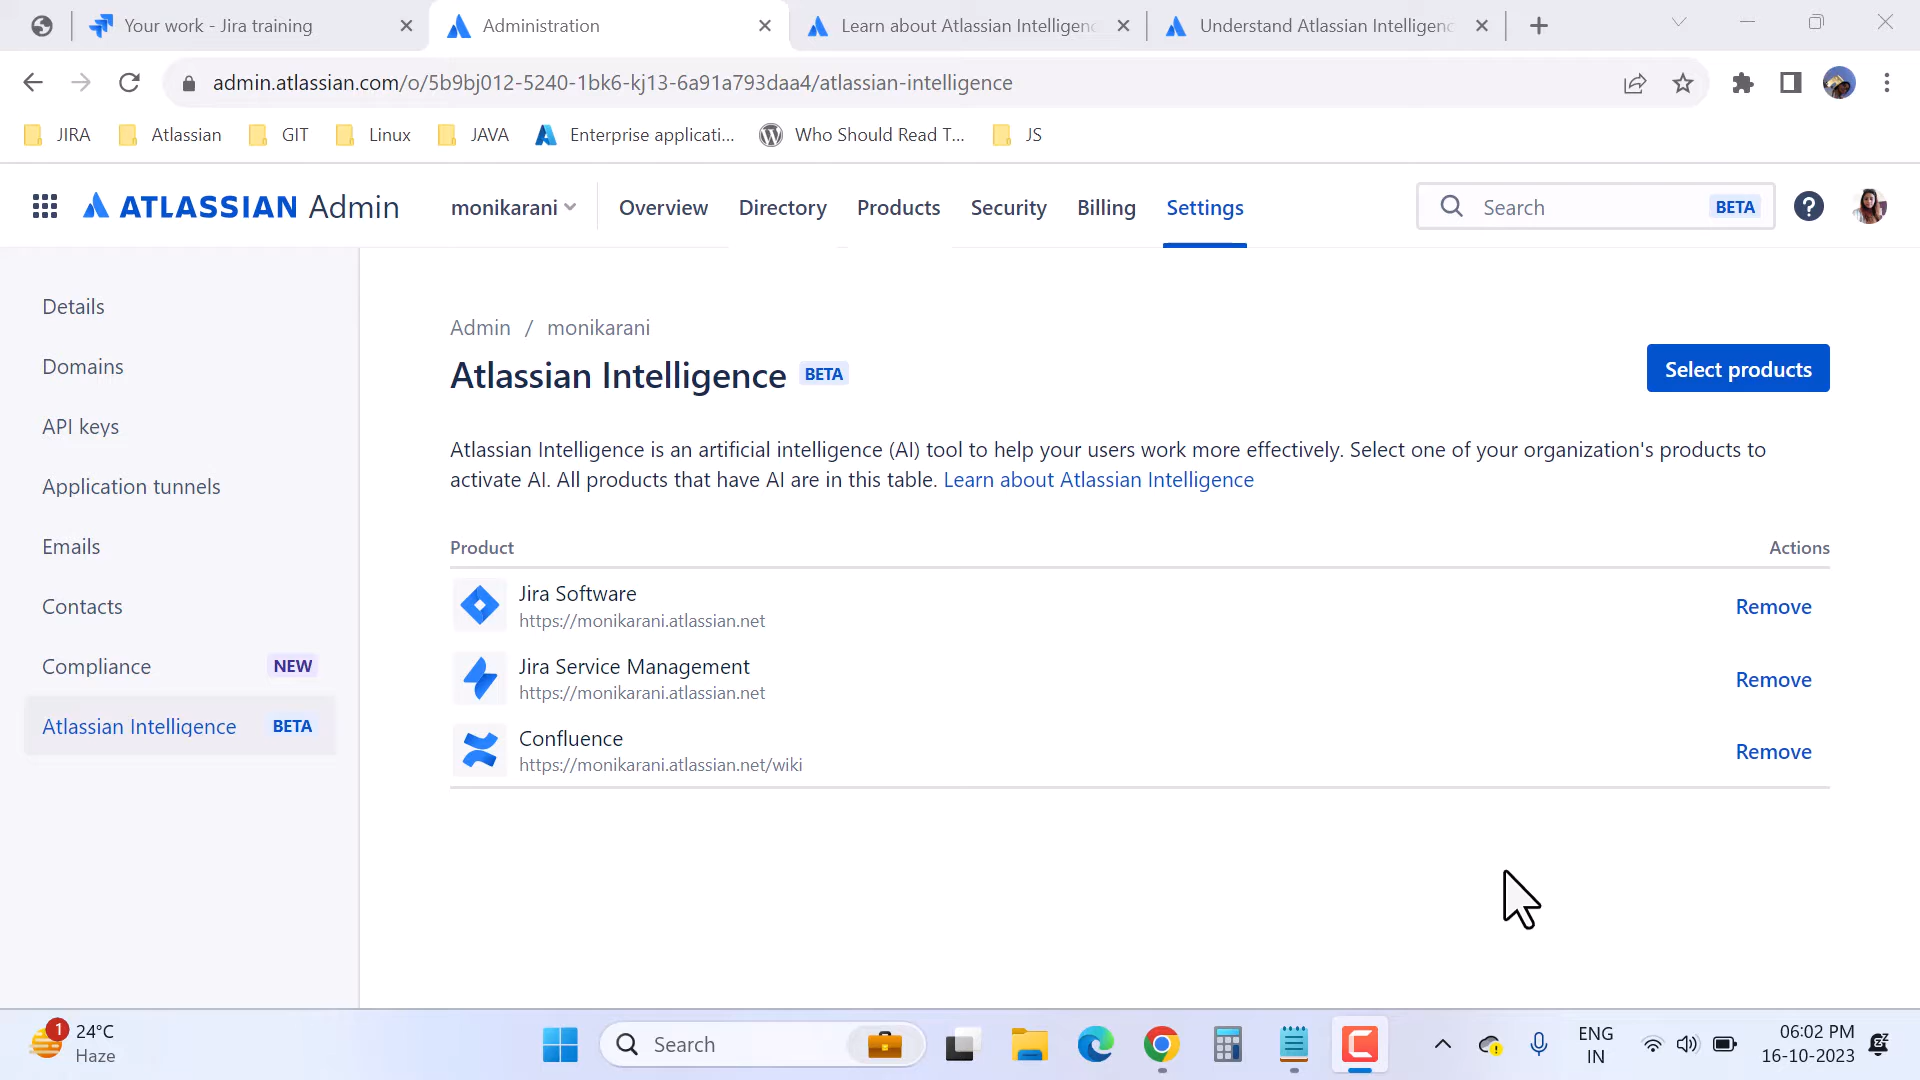 Your work - Jira training
Administration
Learn about Atlassian Intelligenc
Understand Atlassian Intelligenc
admin.atlassian.com/o/5b9bj012-5240-1bk6-kj13-6a91a793daa4/atlassian-intelligence
JIRA
Atlassian
GIT
Linux
JAVA
Enterprise applicati...
Who Should Read T...
JS
ATLASSIAN Admin
monikarani
Overview
Directory
Products
Security
Billing
Settings
Search
BETA
Details
Domains
API keys
Application tunnels
Emails
Contacts
Compliance NEW
Atlassian Intelligence BETA
Admin / monikarani
Atlassian Intelligence BETA
Select products
Atlassian Intelligence is an artificial intelligence (AI) tool to help your users work more effectively. Select one of your organization's products to
activate AI. All products that have AI are in this table. Learn about Atlassian Intelligence
Product
Actions
Jira Software
https://monikarani.atlassian.net
Remove
Jira Service Management
https://monikarani.atlassian.net
Remove
Confluence
https://monikarani.atlassian.net/wiki
Remove
1
24°C
Haze
Search
ENG
IN
06:02 PM
16-10-2023